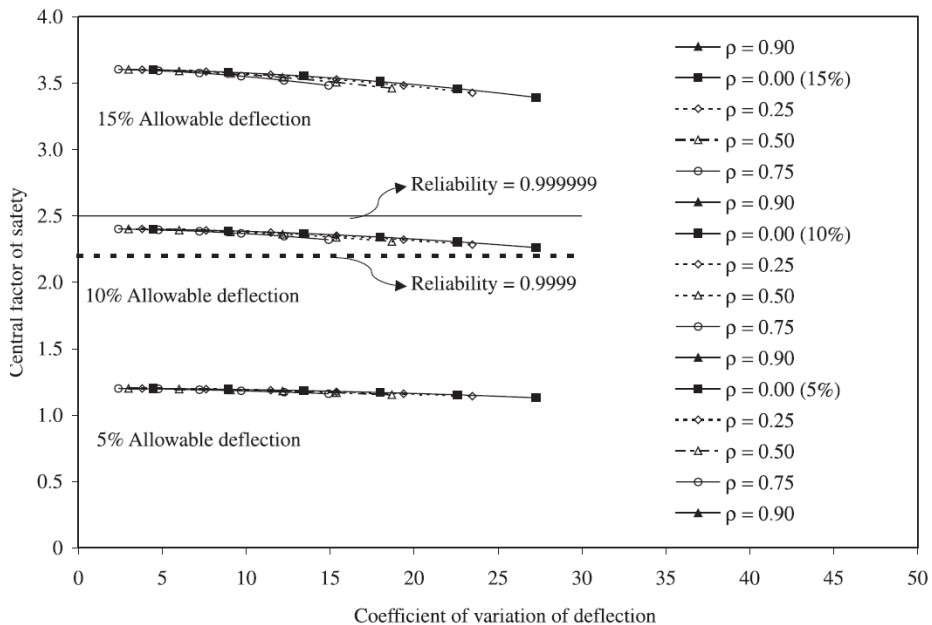 4.0
3.5
3.0
2.5
2.0
1.5
1.0
0.5
0
Central factor of safety
15% Allowable deflection
Reliability = 0.999999
10% Allowable deflection
Reliability = 0.9999
5% Allowable deflection
ρ = 0.90
ρ = 0.00 (15%)
ρ = 0.25
ρ = 0.50
ρ = 0.75
ρ = 0.90
ρ = 0.00 (10%)
ρ = 0.25
ρ = 0.50
ρ = 0.75
ρ = 0.90
ρ = 0.00 (5%)
ρ = 0.25
ρ = 0.50
ρ = 0.75
ρ = 0.90
0 5 10 15 20 25 30 35 40 45 50
Coefficient of variation of deflection